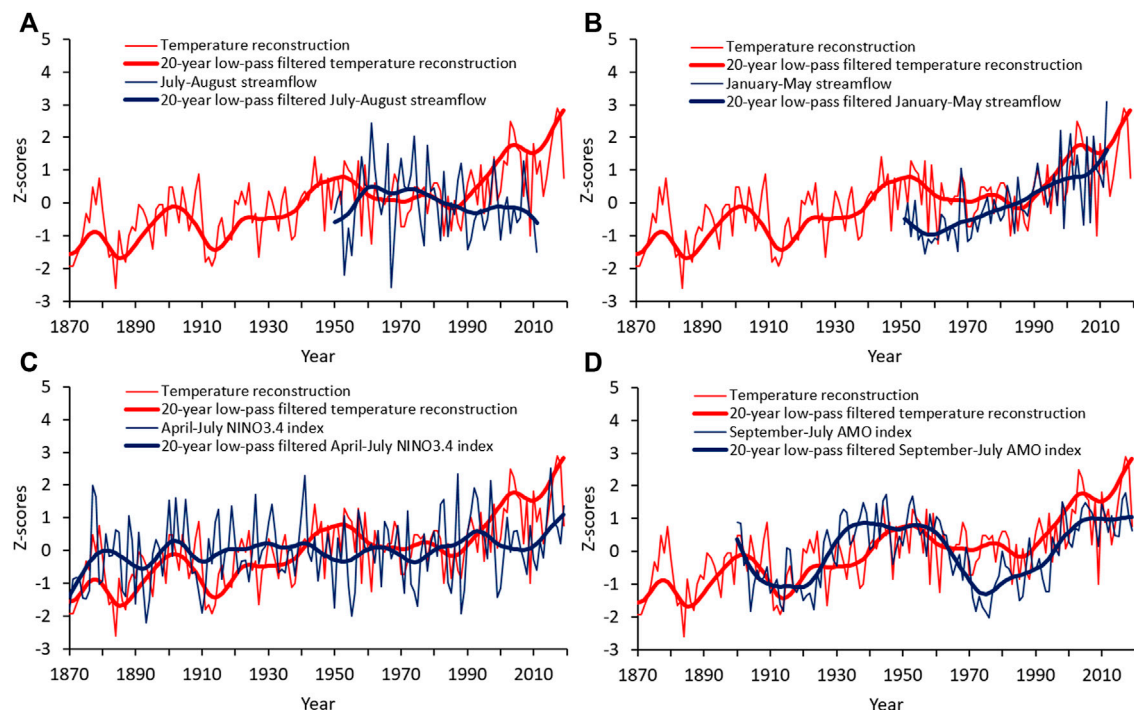 A
Temperature reconstruction
20-year low-pass filtered temperature reconstruction
July-August streamflow
20-year low-pass filtered July-August streamflow
Z-scores
5
4
3
2
1
0
-1
-2
-3
1870 1890 1910 1930 1950 1970 1990 2010
Year
B
Temperature reconstruction
20-year low-pass filtered temperature reconstruction
January-May streamflow
20-year low-pass filtered January-May streamflow
Z-scores
5
4
3
2
1
0
-1
-2
-3
1870 1890 1910 1930 1950 1970 1990 2010
Year
C
Temperature reconstruction
20-year low-pass filtered temperature reconstruction
April-July NINO3.4 index
20-year low-pass filtered April-July NINO3.4 index
Z-scores
5
4
3
2
1
0
-1
-2
-3
1870 1890 1910 1930 1950 1970 1990 2010
Year
D
Temperature reconstruction
20-year low-pass filtered temperature reconstruction
September-July AMO index
20-year low-pass filtered September-July AMO index
Z-scores
5
4
3
2
1
0
-1
-2
-3
1870 1890 1910 1930 1950 1970 1990 2010
Year